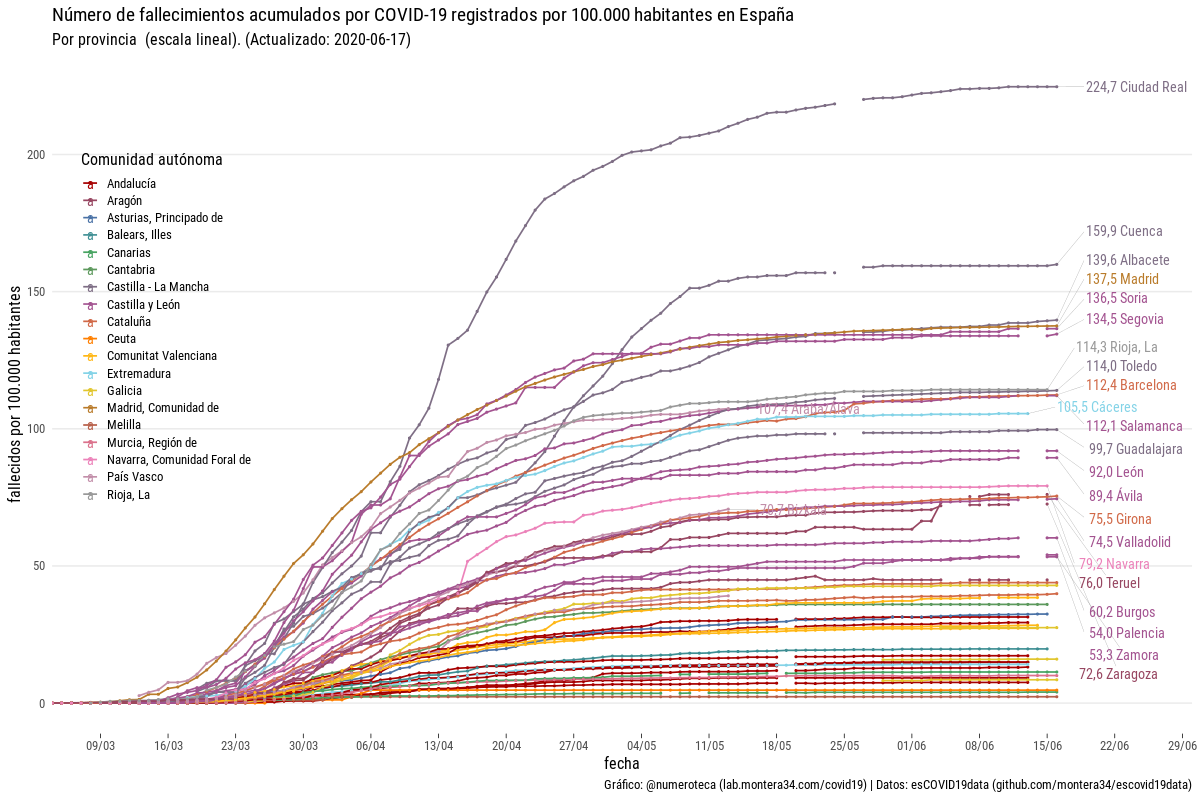 Número de fallecimientos acumulados por COVID-19 registrados por 100.000 habitantes en España
Por provincia (escala lineal). (Actualizado: 2020-06-17)
fallecidos por 100.000 habitantes
200
150
100
50
0
Comunidad autónoma
Andalucía
Aragón
Asturias, Principado de
Balears, Illes
Canarias
Cantabria
Castilla - La Mancha
Castilla y León
Cataluña
Ceuta
Comunitat Valenciana
Extremadura
Galicia
Madrid, Comunidad de
Melilla
Murcia, Región de
Navarra, Comunidad Foral de
País Vasco
Rioja, La
224,7 Ciudad Real
159,9 Cuenca
139,6 Albacete
137,5 Madrid
136,5 Soria
134,5 Segovia
114,3 Rioja, La
114,0 Toledo
112,4 Barcelona
107,4 Araba/Álava
105,5 Cáceres
112,1 Salamanca
99,7 Guadalajara
92,0 León
89,4 Ávila
75,5 Girona
74,5 Valladolid
79,2 Navarra
76,0 Teruel
60,2 Burgos
54,0 Palencia
53,3 Zamora
72,6 Zaragoza
09/03 16/03 23/03 30/03 06/04 13/04 20/04 27/04 04/05 11/05 18/05 25/05 01/06 08/06 15/06 22/06 29/06
fecha
Gráfico: @numeroteca (lab.montera34.com/covid19) | Datos: esCOVID19data (github.com/montera34/escovid19data)